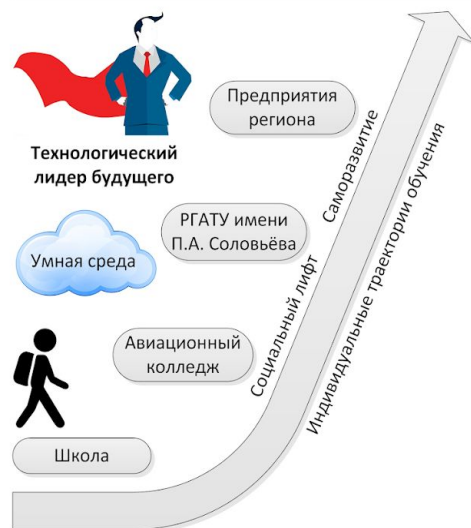 Предприятия
региона
Технологический
лидер будущего
РГАТУ имени
П.А. Соловьёва
Умная среда
Авиационный
колледж
Школа
Социальный лифт
Саморазвитие
Индивидуальные траектории обучения